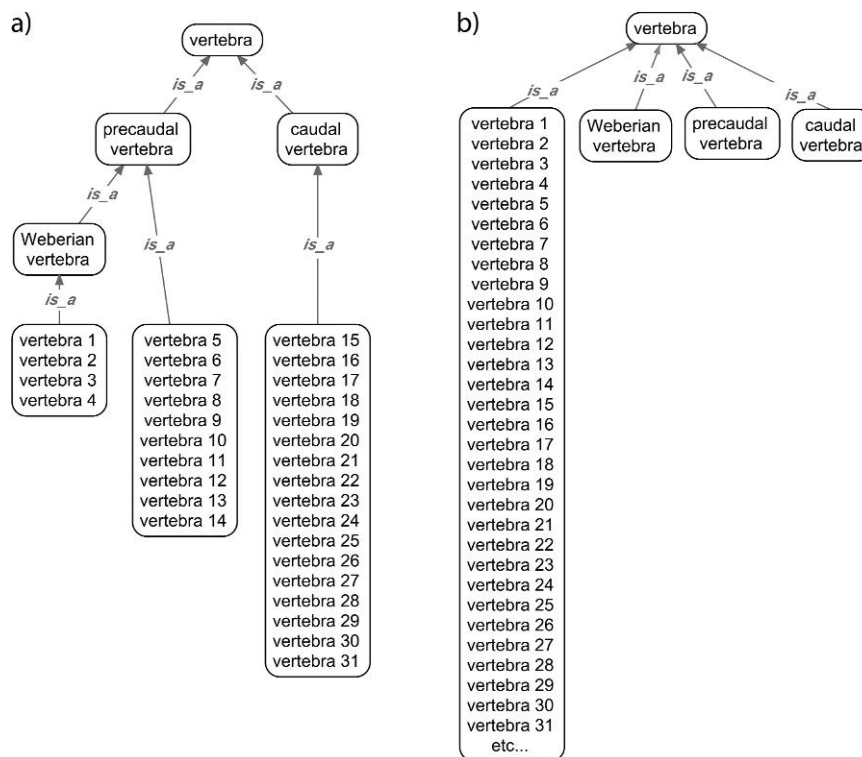 a)
vertebra
is_a
is_a
precaudal
vertebra
caudal
vertebra
is_a
is_a
is_a
Weberian
vertebra
is_a
vertebra 1
vertebra 2
vertebra 3
vertebra 4
vertebra 5
vertebra 6
vertebra 7
vertebra 8
vertebra 9
vertebra 10
vertebra 11
vertebra 12
vertebra 13
vertebra 14
vertebra 15
vertebra 16
vertebra 17
vertebra 18
vertebra 19
vertebra 20
vertebra 21
vertebra 22
vertebra 23
vertebra 24
vertebra 25
vertebra 26
vertebra 27
vertebra 28
vertebra 29
vertebra 30
vertebra 31
b)
vertebra
is_a
is_a
is_a
is_a
vertebra 1
vertebra 2
vertebra 3
vertebra 4
vertebra 5
vertebra 6
vertebra 7
vertebra 8
vertebra 9
vertebra 10
vertebra 11
vertebra 12
vertebra 13
vertebra 14
vertebra 15
vertebra 16
vertebra 17
vertebra 18
vertebra 19
vertebra 20
vertebra 21
vertebra 22
vertebra 23
vertebra 24
vertebra 25
vertebra 26
vertebra 27
vertebra 28
vertebra 29
vertebra 30
vertebra 31
etc...
Weberian
vertebra
precaudal
vertebra
caudal
vertebra